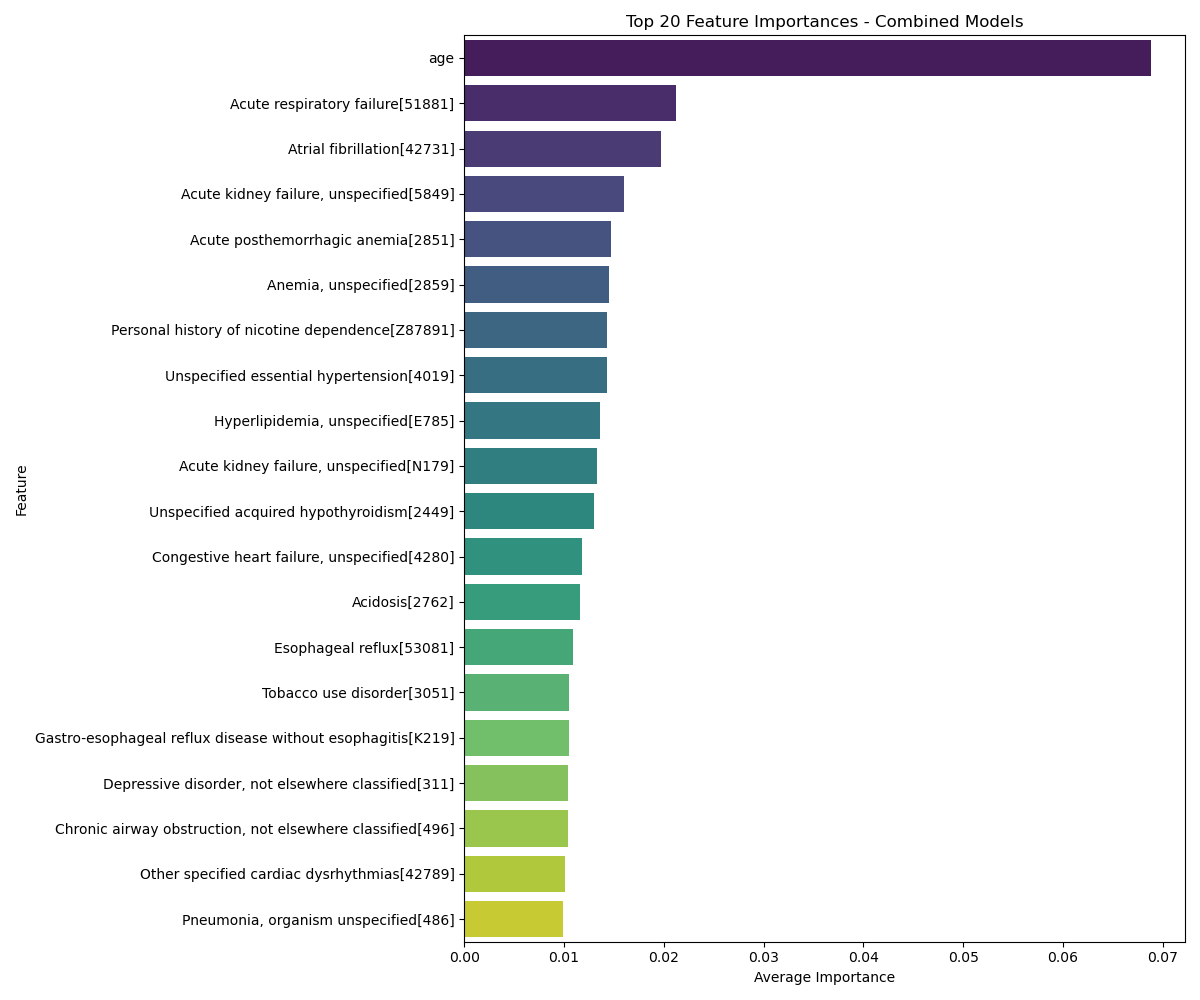 Top 20 Feature Importances - Combined Models
age
Acute respiratory failure[51881]
Atrial fibrillation[42731]
Acute kidney failure, unspecified[5849]
Acute posthemorrhagic anemia[2851]
Anemia, unspecified[2859]
Personal history of nicotine dependence[Z87891]
Unspecified essential hypertension[4019]
Hyperlipidemia, unspecified[E785]
Acute kidney failure, unspecified[N179]
Unspecified acquired hypothyroidism[2449]
Congestive heart failure, unspecified[4280]
Acidosis[2762]
Esophageal reflux[53081]
Tobacco use disorder[3051]
Gastro-esophageal reflux disease without esophagitis[K219]
Depressive disorder, not elsewhere classified[311]
Chronic airway obstruction, not elsewhere classified[496]
Other specified cardiac dysrhythmias[42789]
Pneumonia, organism unspecified[486]
Feature
0.00 0.01 0.02 0.03 0.04 0.05 0.06 0.07
Average Importance